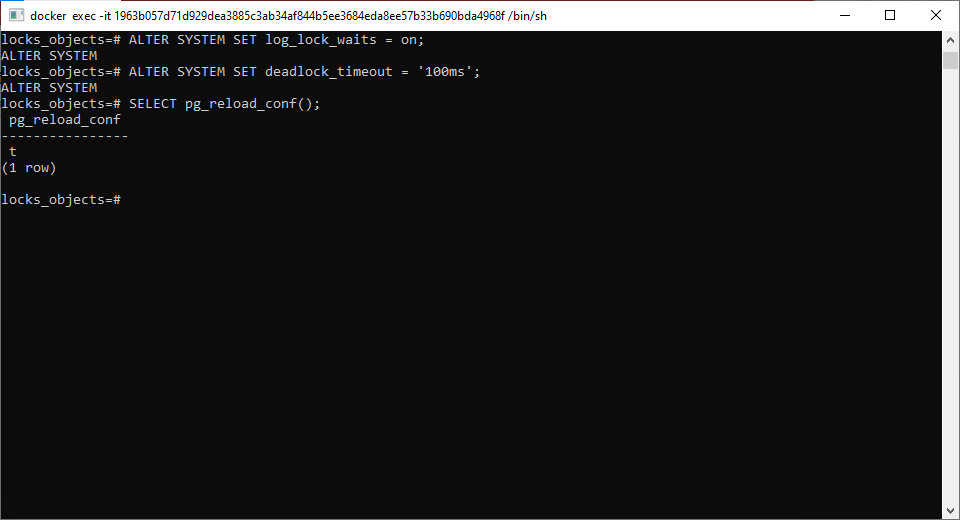 docker exec -it 1963b057d71d929dea3885c3ab34af844b5ee3684eda8ee57b33b690bda4968f /bin/sh
locks_objects=# ALTER SYSTEM SET log_lock_waits = on;
ALTER SYSTEM
locks_objects=# ALTER SYSTEM SET deadlock_timeout = '100ms';
ALTER SYSTEM
locks_objects=# SELECT pg_reload_conf();
 pg_reload_conf
----------------
 t
(1 row)
locks_objects=#